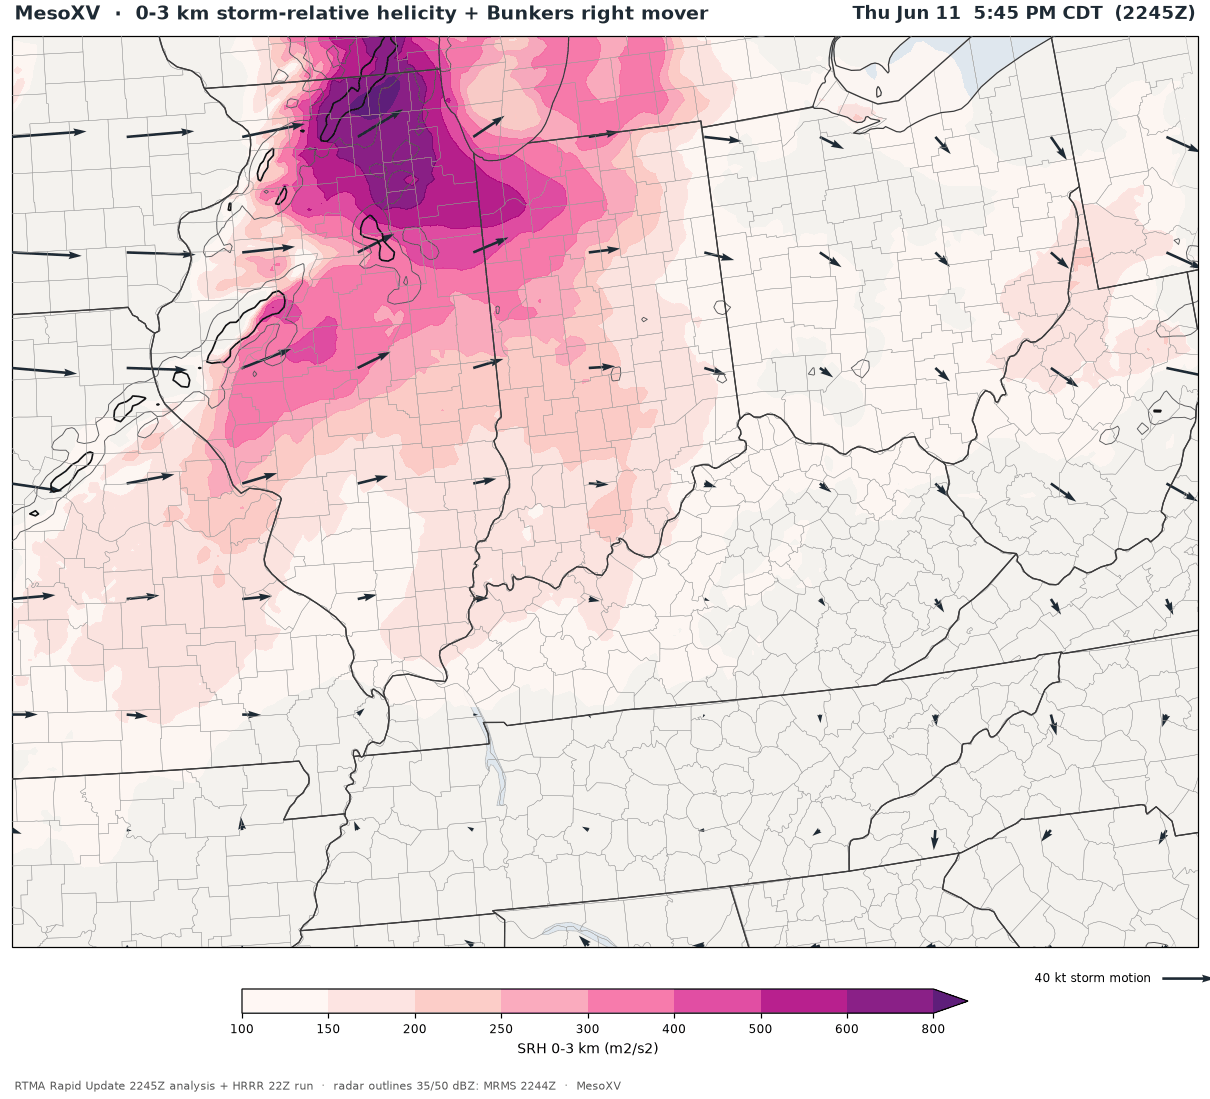 MesoXV · 0-3 km storm-relative helicity + Bunkers right mover
Thu Jun 11 5:45 PM CDT (2245Z)
40 kt storm motion
100 150 200 250 300 400 500 600 800
SRH 0-3 km (m2/s2)
RTMA Rapid Update 2245Z analysis + HRRR 22Z run · radar outlines 35/50 dBZ: MRMS 2244Z · MesoXV